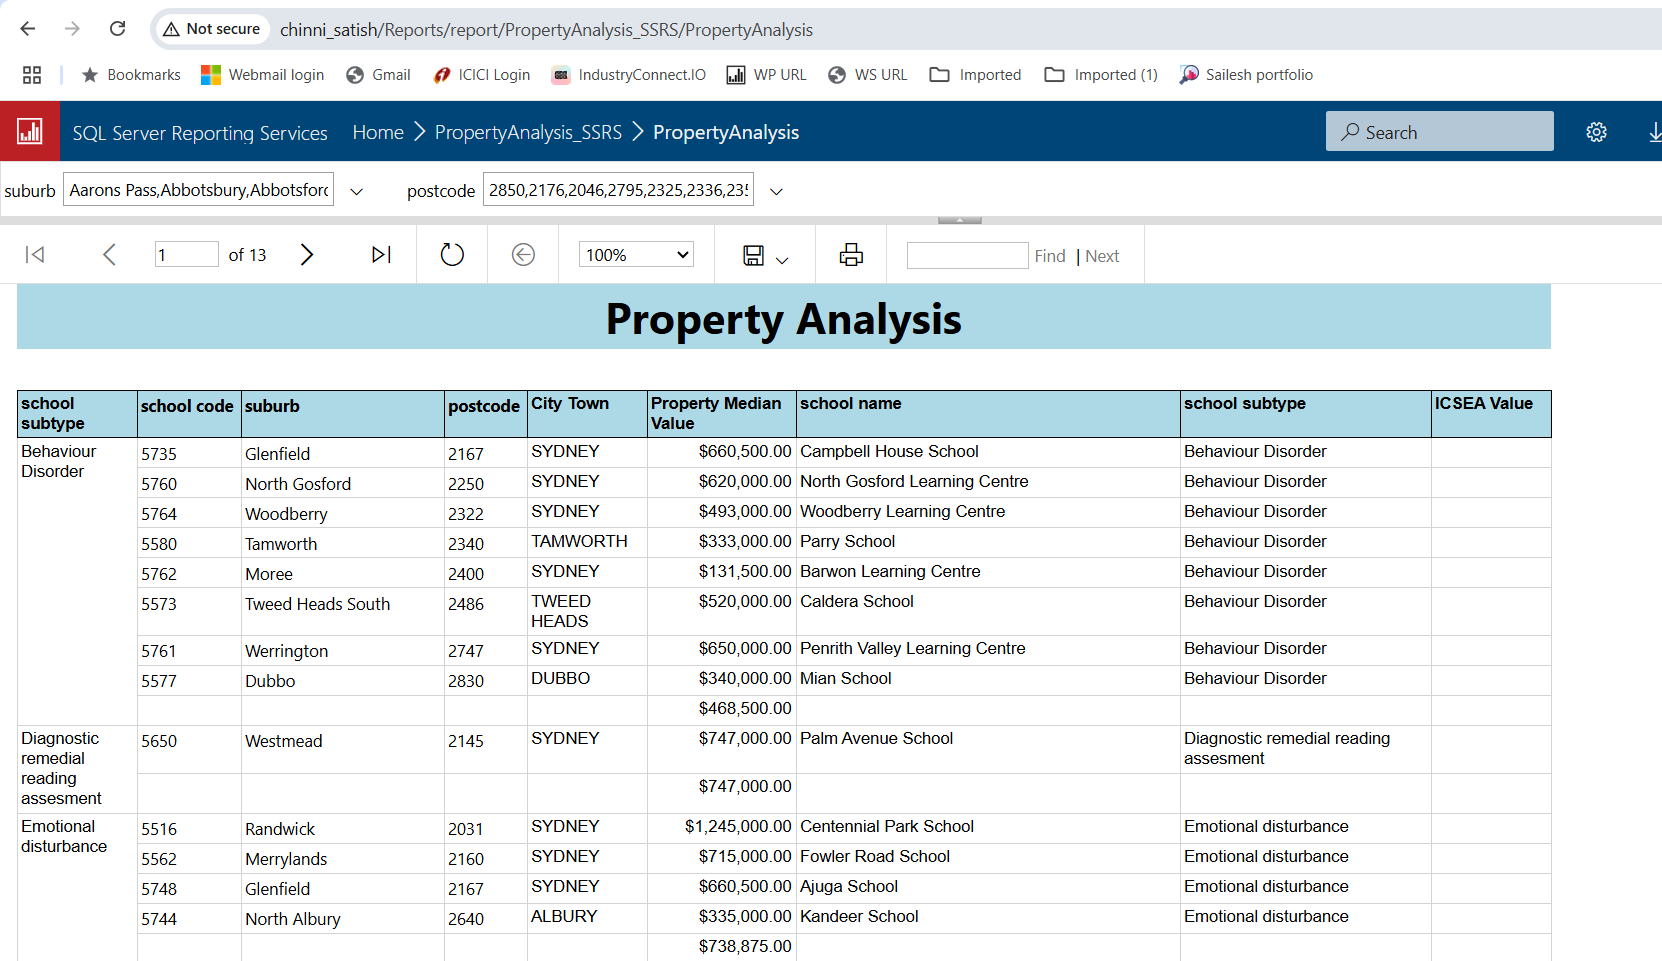 Not secure chinni_satish/Reports/report/PropertyAnalysis_SSRS/PropertyAnalysis
Bookmarks Webmail login Gmail ICICI Login IndustryConnect.IO WP URL WS URL Imported Imported (1) Sailesh portfolio
SQL Server Reporting Services Home > PropertyAnalysis_SSRS > PropertyAnalysis Search
suburb Aarons Pass,Abbotsbury,Abbotsford postcode 2850,2176,2046,2795,2325,2336,235
1 of 13 100% Find | Next
Property Analysis
school subtype school code suburb postcode City Town Property Median Value school name school subtype ICSEA Value
Behaviour Disorder 5735 Glenfield 2167 SYDNEY $660,500.00 Campbell House School Behaviour Disorder
5760 North Gosford 2250 SYDNEY $620,000.00 North Gosford Learning Centre Behaviour Disorder
5764 Woodberry 2322 SYDNEY $493,000.00 Woodberry Learning Centre Behaviour Disorder
5580 Tamworth 2340 TAMWORTH $333,000.00 Parry School Behaviour Disorder
5762 Moree 2400 SYDNEY $131,500.00 Barwon Learning Centre Behaviour Disorder
5573 Tweed Heads South 2486 TWEED HEADS $520,000.00 Caldera School Behaviour Disorder
5761 Werrington 2747 SYDNEY $650,000.00 Penrith Valley Learning Centre Behaviour Disorder
5577 Dubbo 2830 DUBBO $340,000.00 Mian School Behaviour Disorder
$468,500.00
Diagnostic remedial reading assesment 5650 Westmead 2145 SYDNEY $747,000.00 Palm Avenue School Diagnostic remedial reading assesment
$747,000.00
Emotional disturbance 5516 Randwick 2031 SYDNEY $1,245,000.00 Centennial Park School Emotional disturbance
5562 Merrylands 2160 SYDNEY $715,000.00 Fowler Road School Emotional disturbance
5748 Glenfield 2167 SYDNEY $660,500.00 Ajuga School Emotional disturbance
5744 North Albury 2640 ALBURY $335,000.00 Kandeer School Emotional disturbance
$738,875.00